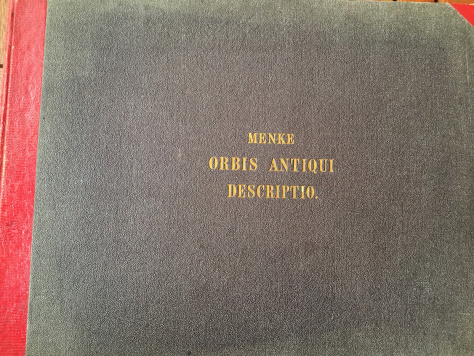 MENKE
ORBIS ANTIQUI
DESCRIPTIO.